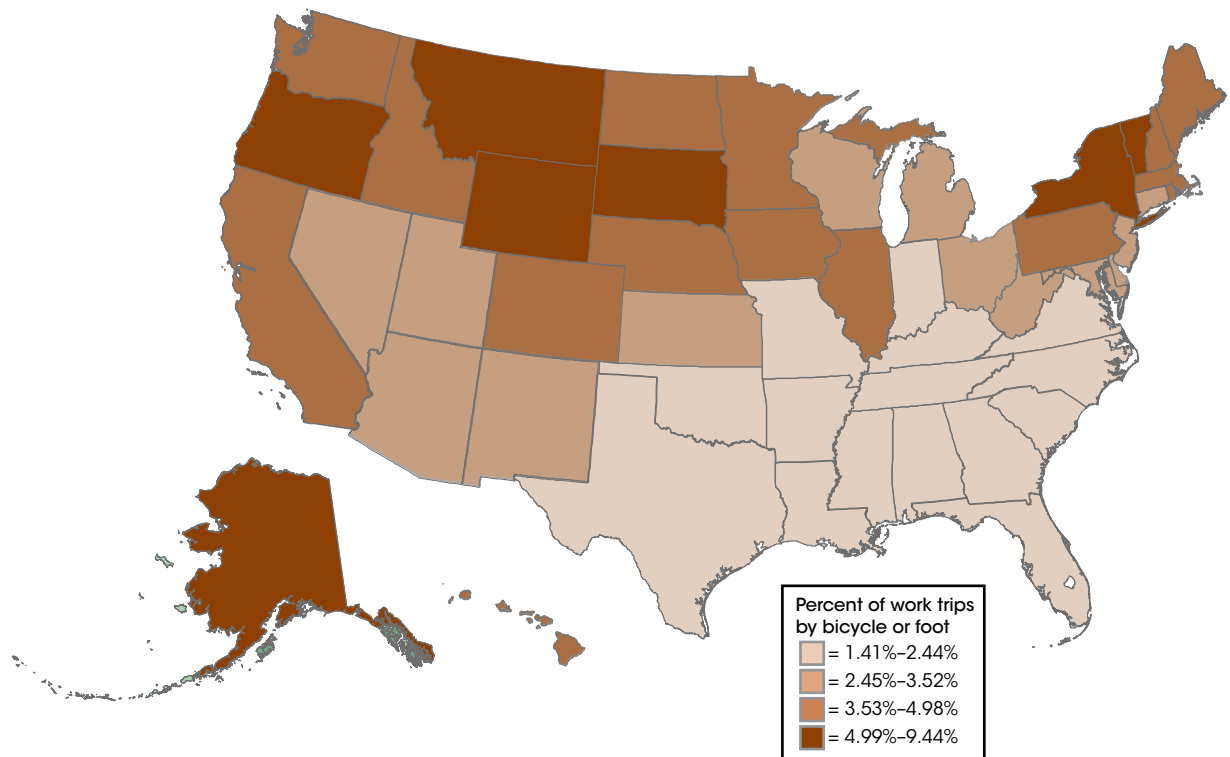 Percent of work trips
by bicycle or foot
= 1.41%–2.44%
= 2.45%–3.52%
= 3.53%–4.98%
= 4.99%–9.44%